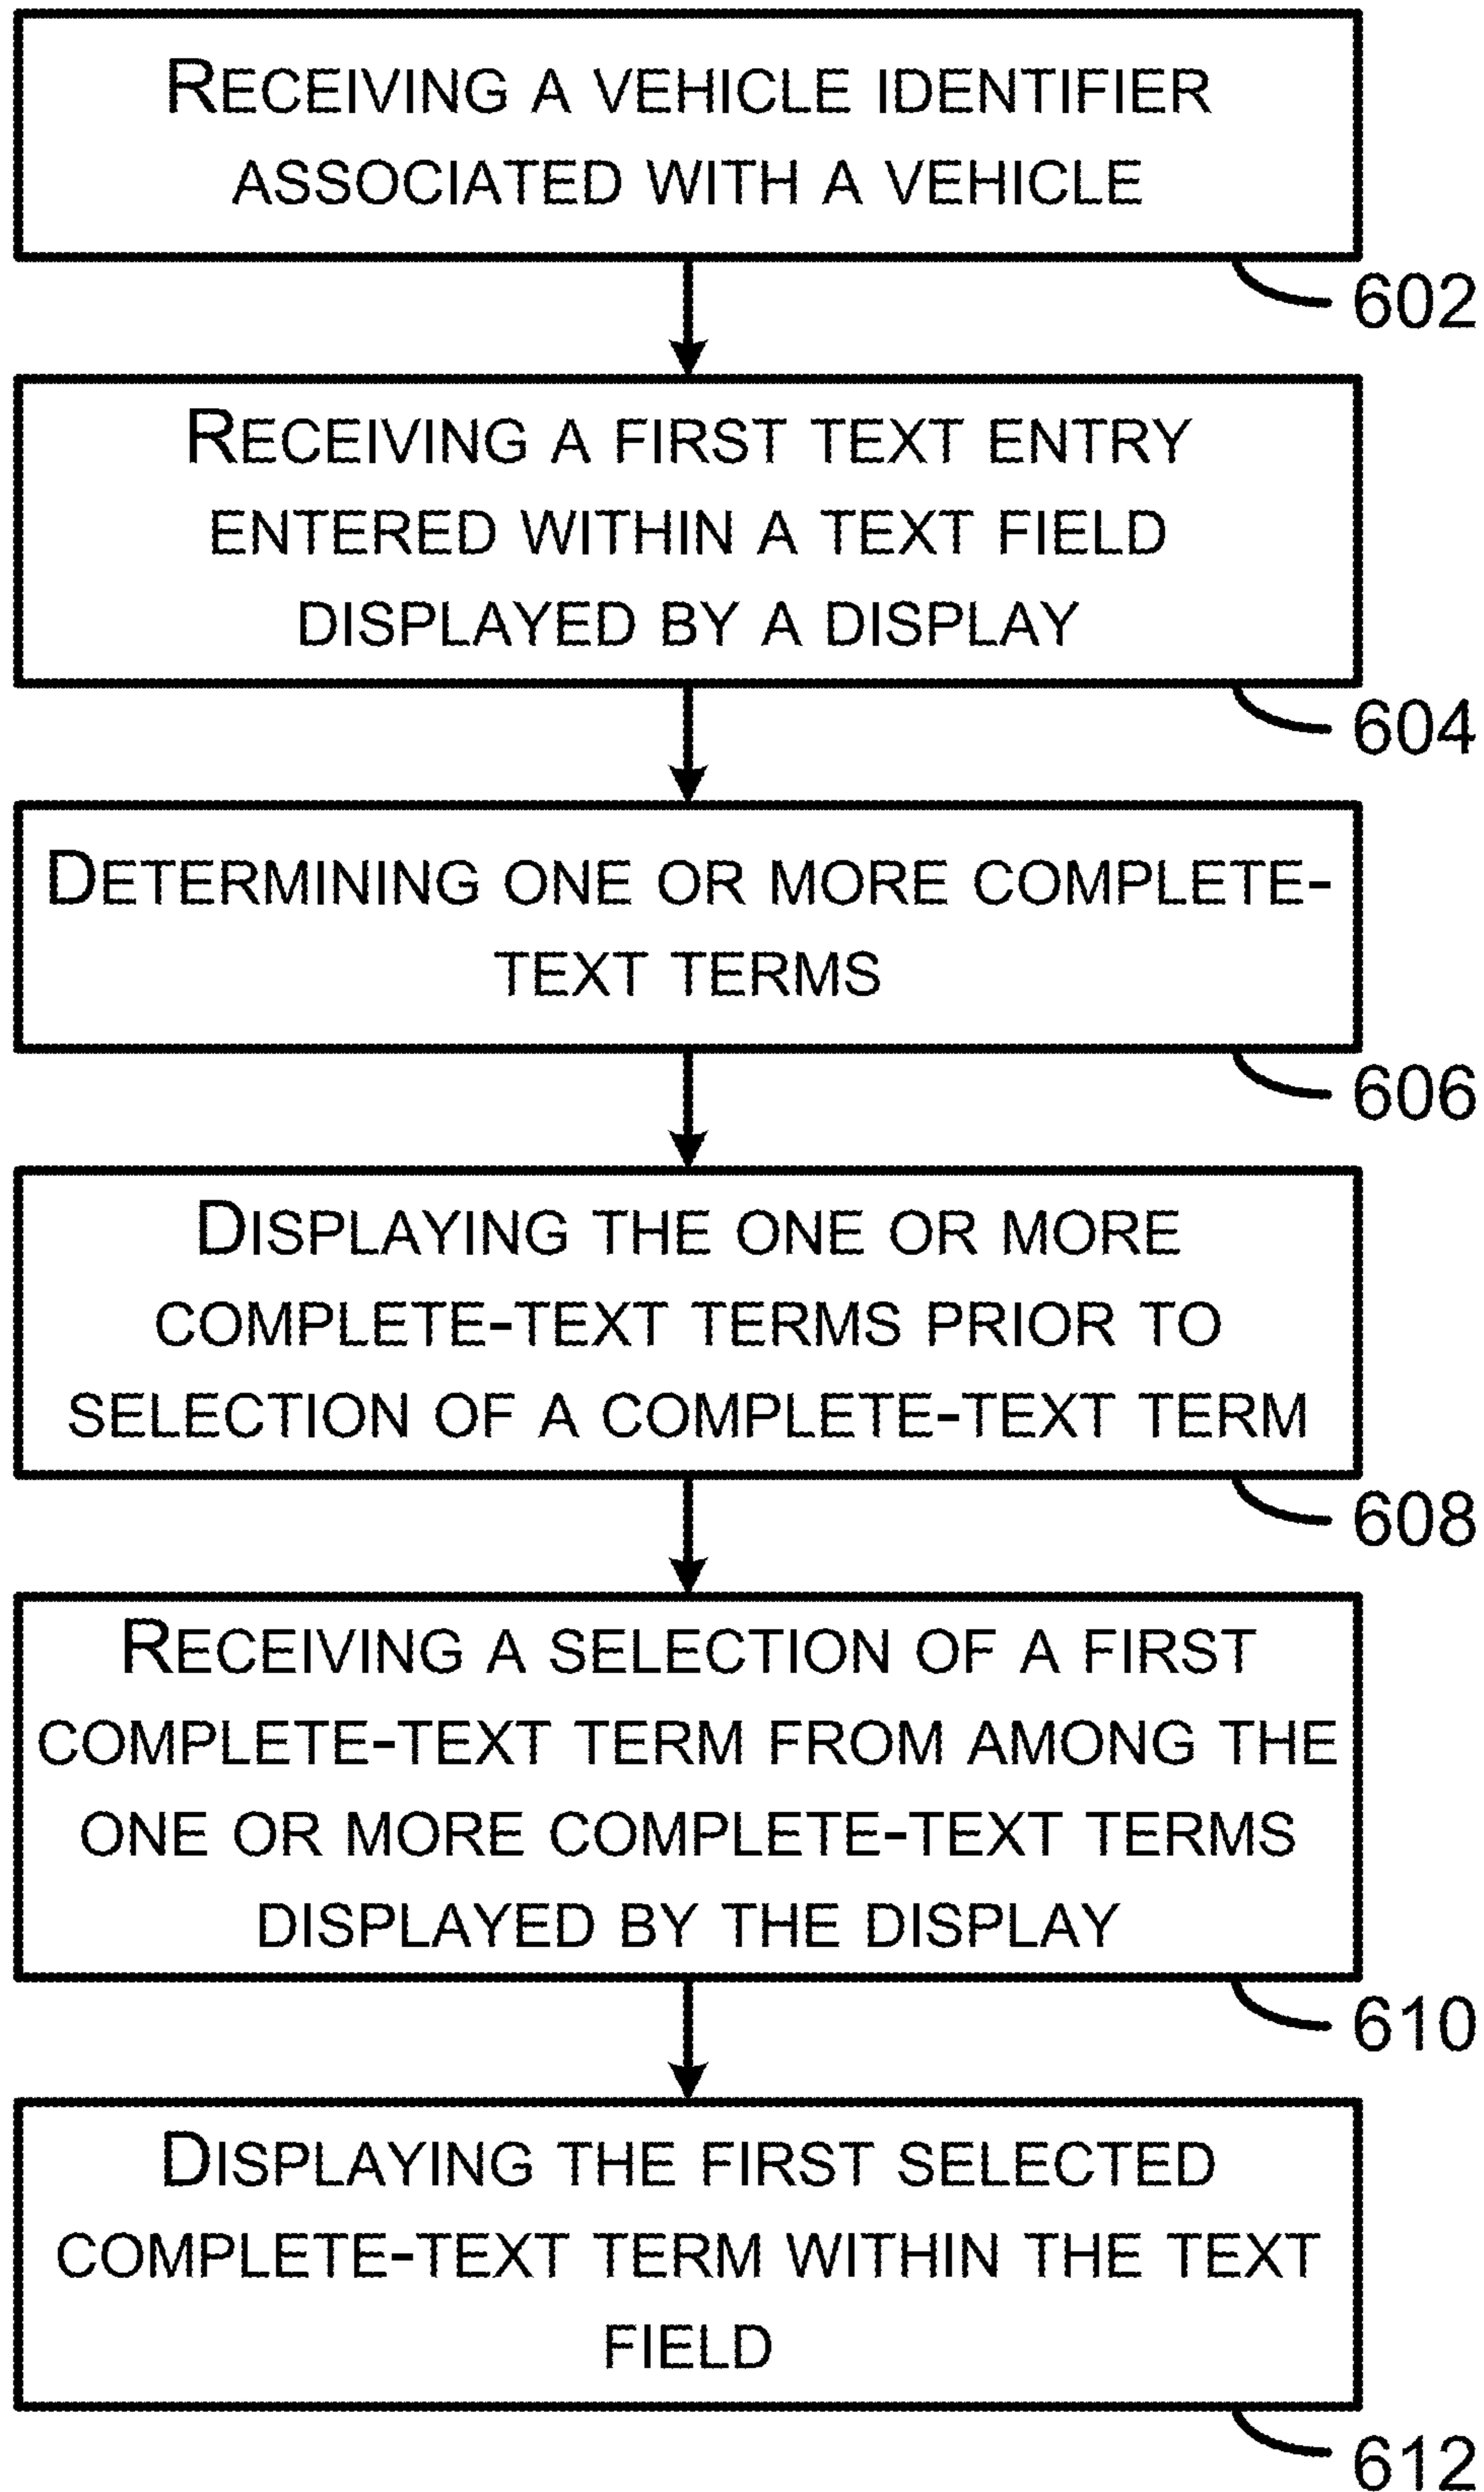 RECEIVING A VEHICLE IDENTIFIER
ASSOCIATED WITH A VEHICLE
602
RECEIVING A FIRST TEXT ENTRY
ENTERED WITHIN A TEXT FIELD
DISPLAYED BY A DISPLAY
604
DETERMINING ONE OR MORE COMPLETE-
TEXT TERMS
606
DISPLAYING THE ONE OR MORE
COMPLETE-TEXT TERMS PRIOR TO
SELECTION OF A COMPLETE-TEXT TERM
608
RECEIVING A SELECTION OF A FIRST
COMPLETE-TEXT TERM FROM AMONG THE
ONE OR MORE COMPLETE-TEXT TERMS
DISPLAYED BY THE DISPLAY
610
DISPLAYING THE FIRST SELECTED
COMPLETE-TEXT TERM WITHIN THE TEXT
FIELD
612